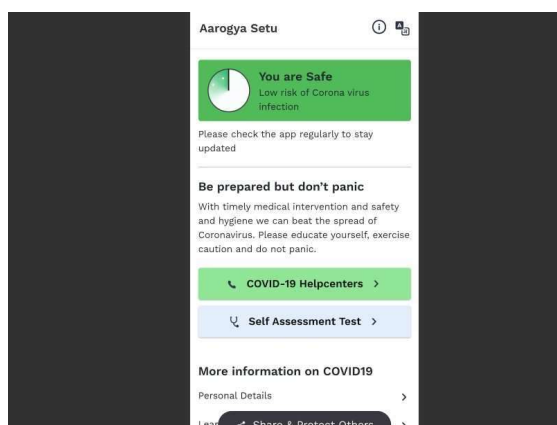 Aarogya Setu
You are Safe
Low risk of Corona virus
infection
Please check the app regularly to stay
updated
Be prepared but don't panic
With timely medical intervention and safety
and hygiene we can beat the spread of
Coronavirus. Please educate yourself, exercise
caution and do not panic.
COVID-19 Helpcenters
Self Assessment Test
More information on COVID19
Personal Details
Share & Protect Others